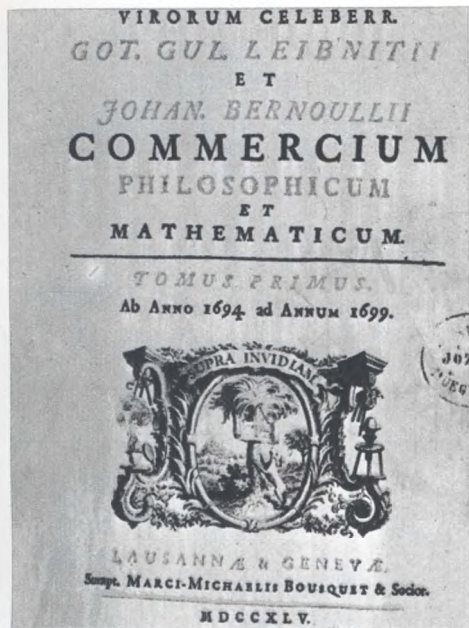 VIRORUM CELEBERR.
GOT. GUL. LEIBNITII
ET
JOHAN. BERNOULLII
COMMERCIUM
PHILOSOPHICUM
ET
MATHEMATICUM.
TOMUS PRIMUS.
Ab Anno 1694 ad Annum 1699.
SUPRA INVIDIAM
LAUSANNÆ & GENEVÆ.
Sumpt. Marci-Michaelis Bousquet & Socior.
MDCCXLV.